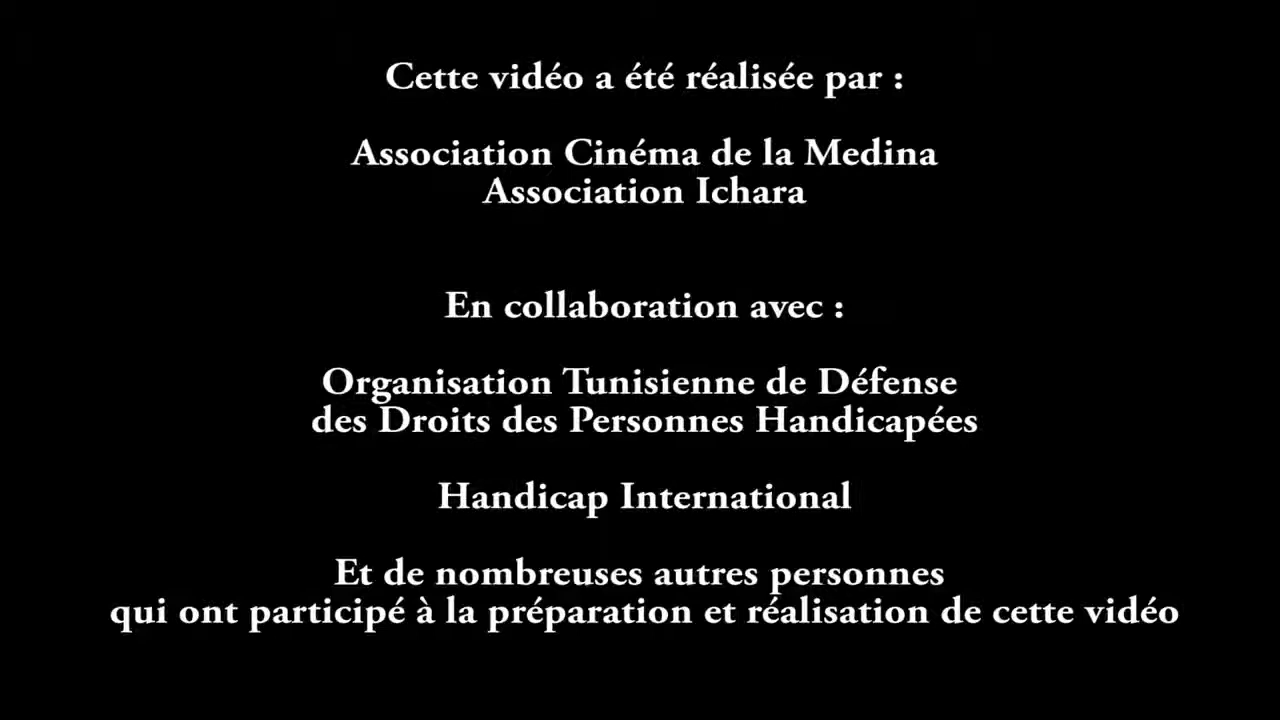 Cette vidéo a été réalisée par :
Association Cinéma de la Medina
Association Ichara
En collaboration avec :
Organisation Tunisienne de Défense
des Droits des Personnes Handicapées
Handicap International
Et de nombreuses autres personnes
qui ont participé à la préparation et réalisation de cette vidéo